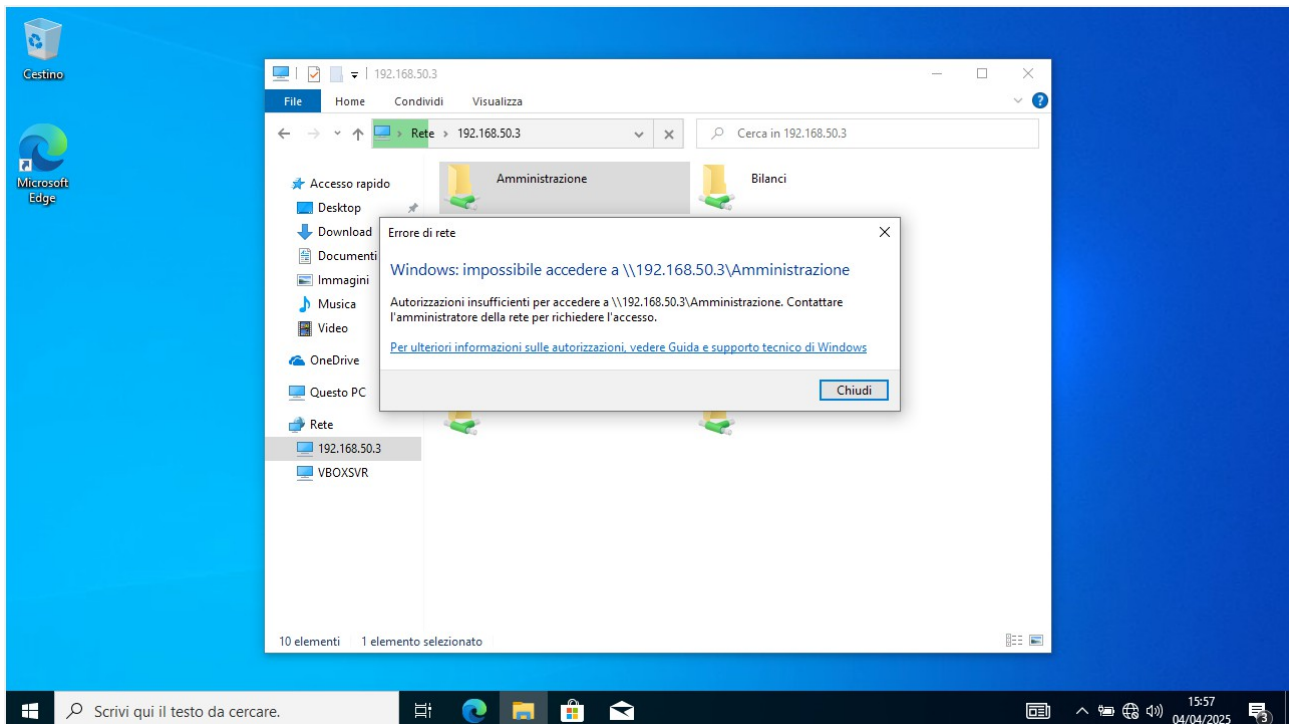 Cestino
Microsoft
Edge
192.168.50.3
File Home Condividi Visualizza
Rete > 192.168.50.3
Cerca in 192.168.50.3
Accesso rapido
Desktop
Download
Documenti
Immagini
Musica
Video
OneDrive
Questo PC
Rete
192.168.50.3
VBOXSVR
Amministrazione
Bilanci
Errore di rete
Windows: impossibile accedere a \\192.168.50.3\Amministrazione
Autorizzazioni insufficienti per accedere a \\192.168.50.3\Amministrazione. Contattare
l'amministratore della rete per richiedere l'accesso.
Per ulteriori informazioni sulle autorizzazioni, vedere Guida e supporto tecnico di Windows
Chiudi
10 elementi 1 elemento selezionato
Scrivi qui il testo da cercare.
15:57
04/04/2025
3